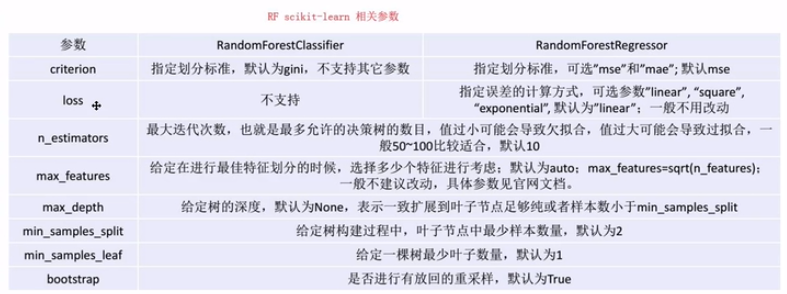 RF scikit-learn 相关参数
参数 RandomForestClassifier RandomForestRegressor
criterion 指定划分标准，默认为gini，不支持其它参数 指定划分标准，可选"mse"和"mae"; 默认mse
loss 不支持 指定误差的计算方式，可选参数"linear", "square",
"exponential", 默认为"linear"；一般不用改动
n_estimators 最大迭代次数，也就是最多允许的决策树的数目，值过小可能会导致欠拟合，值过大可能会导致过拟合，一
般50~100比较适合，默认10
max_features 给定在进行最佳特征划分的时候，选择多少个特征进行考虑；默认为auto；max_features=sqrt(n_features);
一般不建议改动，具体参数见官网文档。
max_depth 给定树的深度，默认为None，表示一致扩展到叶子节点足够纯或者样本数小于min_samples_split
min_samples_split 给定树构建过程中，叶子节点中最少样本数量，默认为2
min_samples_leaf 给定一棵树最少叶子数量，默认为1
bootstrap 是否进行有放回的重采样，默认为True